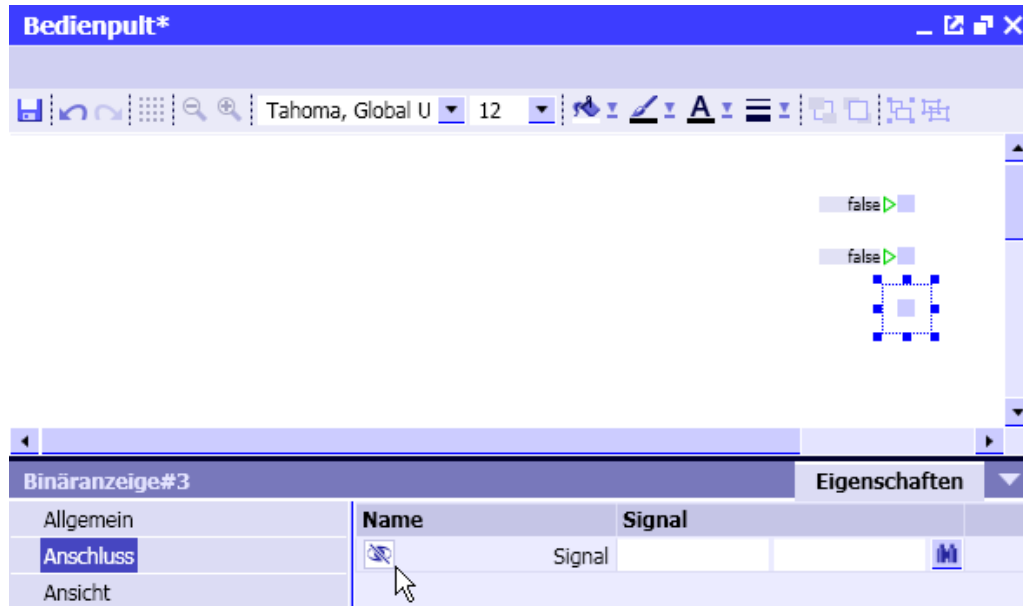 Bedienpult*
Tahoma, Global U 12 A
false
false
Binäranzeige#3 Eigenschaften
Allgemein Name Signal
Anschluss Signal
Ansicht